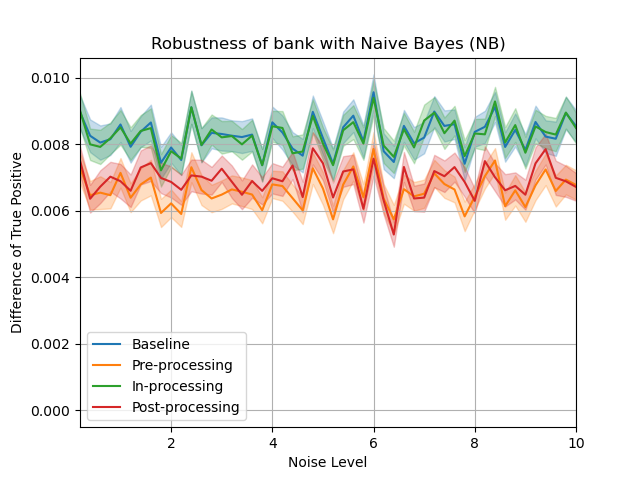 Robustness of bank with Naive Bayes (NB)
Difference of True Positive
0.010
0.008
0.006
0.004
0.002
0.000
Baseline
Pre-processing
In-processing
Post-processing
2 4 6 8 10
Noise Level